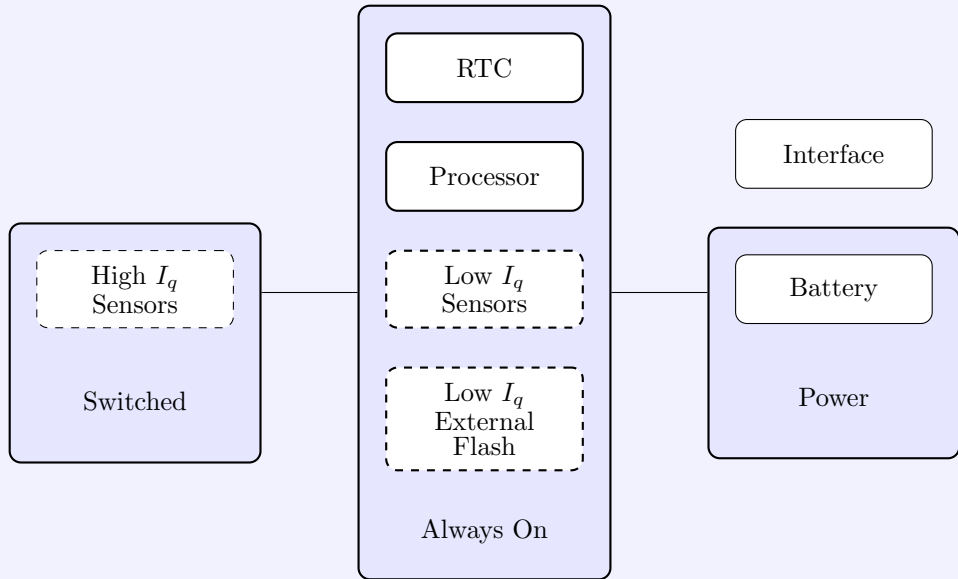 High I_q
Sensors
Switched
RTC
Processor
Low I_q
Sensors
Low I_q
External
Flash
Always On
Interface
Battery
Power